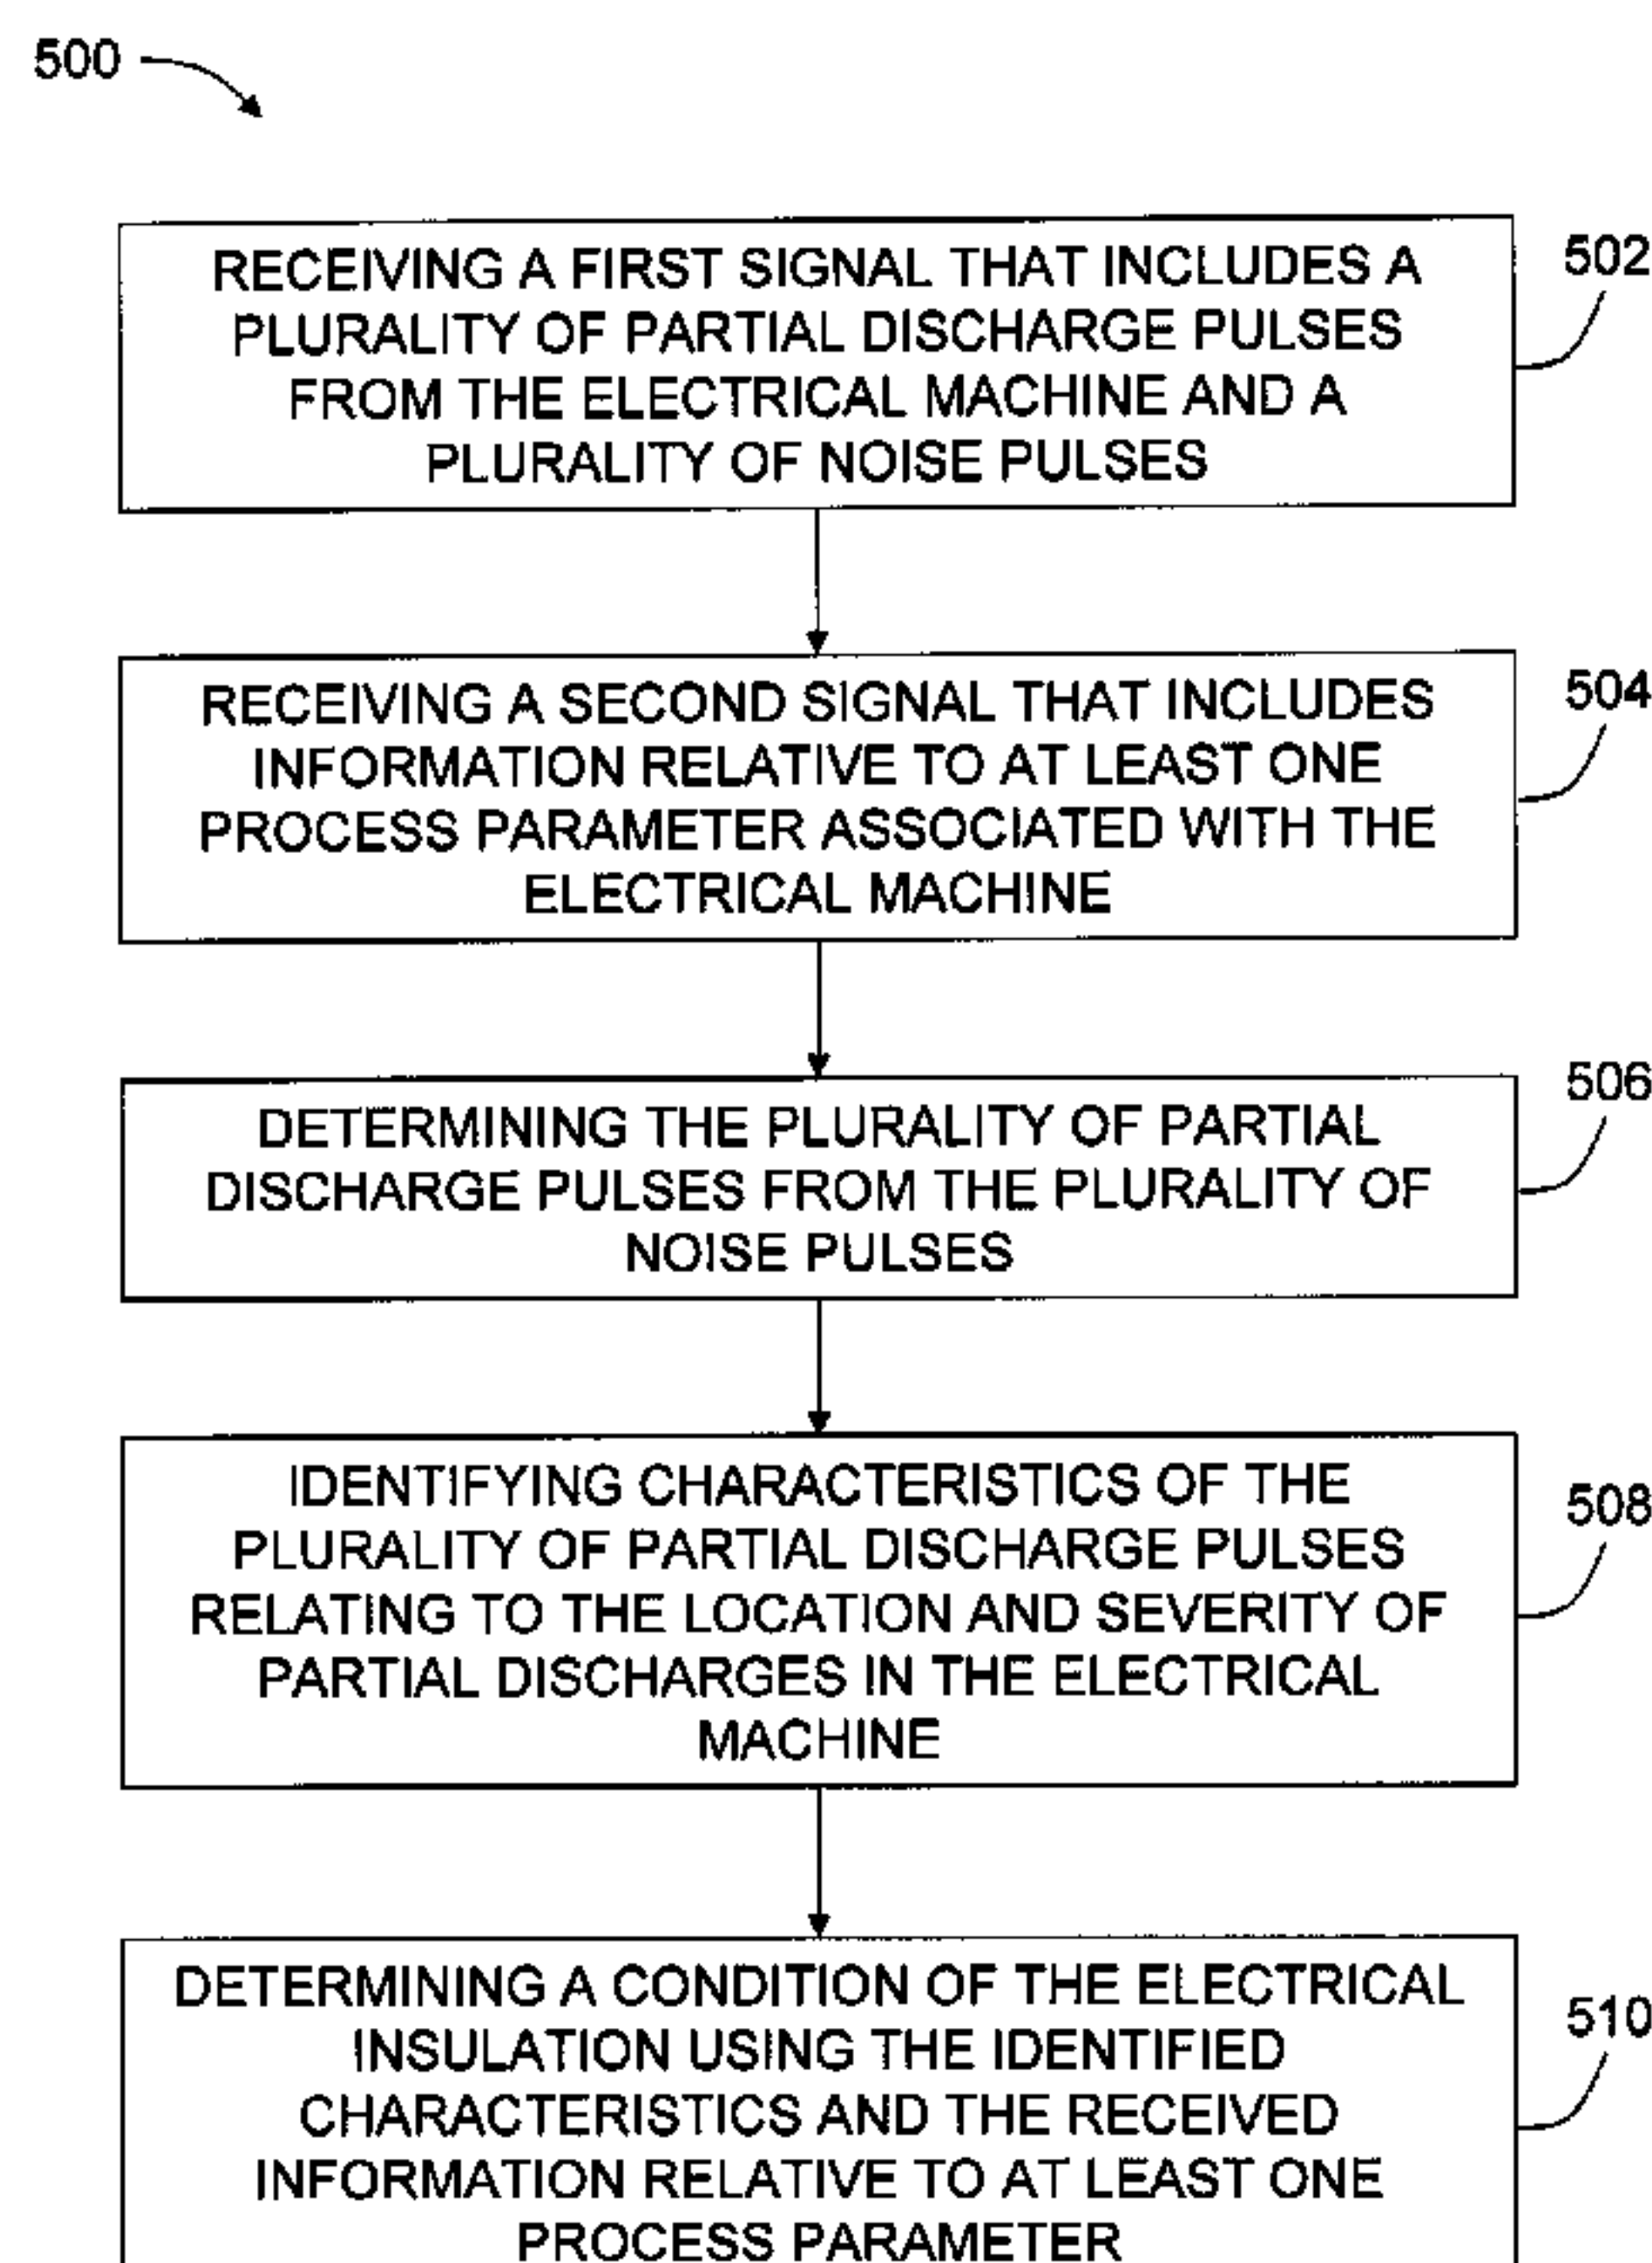 500
RECEIVING A FIRST SIGNAL THAT INCLUDES A
PLURALITY OF PARTIAL DISCHARGE PULSES
FROM THE ELECTRICAL MACHINE AND A
PLURALITY OF NOISE PULSES
502
RECEIVING A SECOND SIGNAL THAT INCLUDES
INFORMATION RELATIVE TO AT LEAST ONE
PROCESS PARAMETER ASSOCIATED WITH THE
ELECTRICAL MACHINE
504
DETERMINING THE PLURALITY OF PARTIAL
DISCHARGE PULSES FROM THE PLURALITY OF
NOISE PULSES
506
IDENTIFYING CHARACTERISTICS OF THE
PLURALITY OF PARTIAL DISCHARGE PULSES
RELATING TO THE LOCATION AND SEVERITY OF
PARTIAL DISCHARGES IN THE ELECTRICAL
MACHINE
508
DETERMINING A CONDITION OF THE ELECTRICAL
INSULATION USING THE IDENTIFIED
CHARACTERISTICS AND THE RECEIVED
INFORMATION RELATIVE TO AT LEAST ONE
PROCESS PARAMETER
510